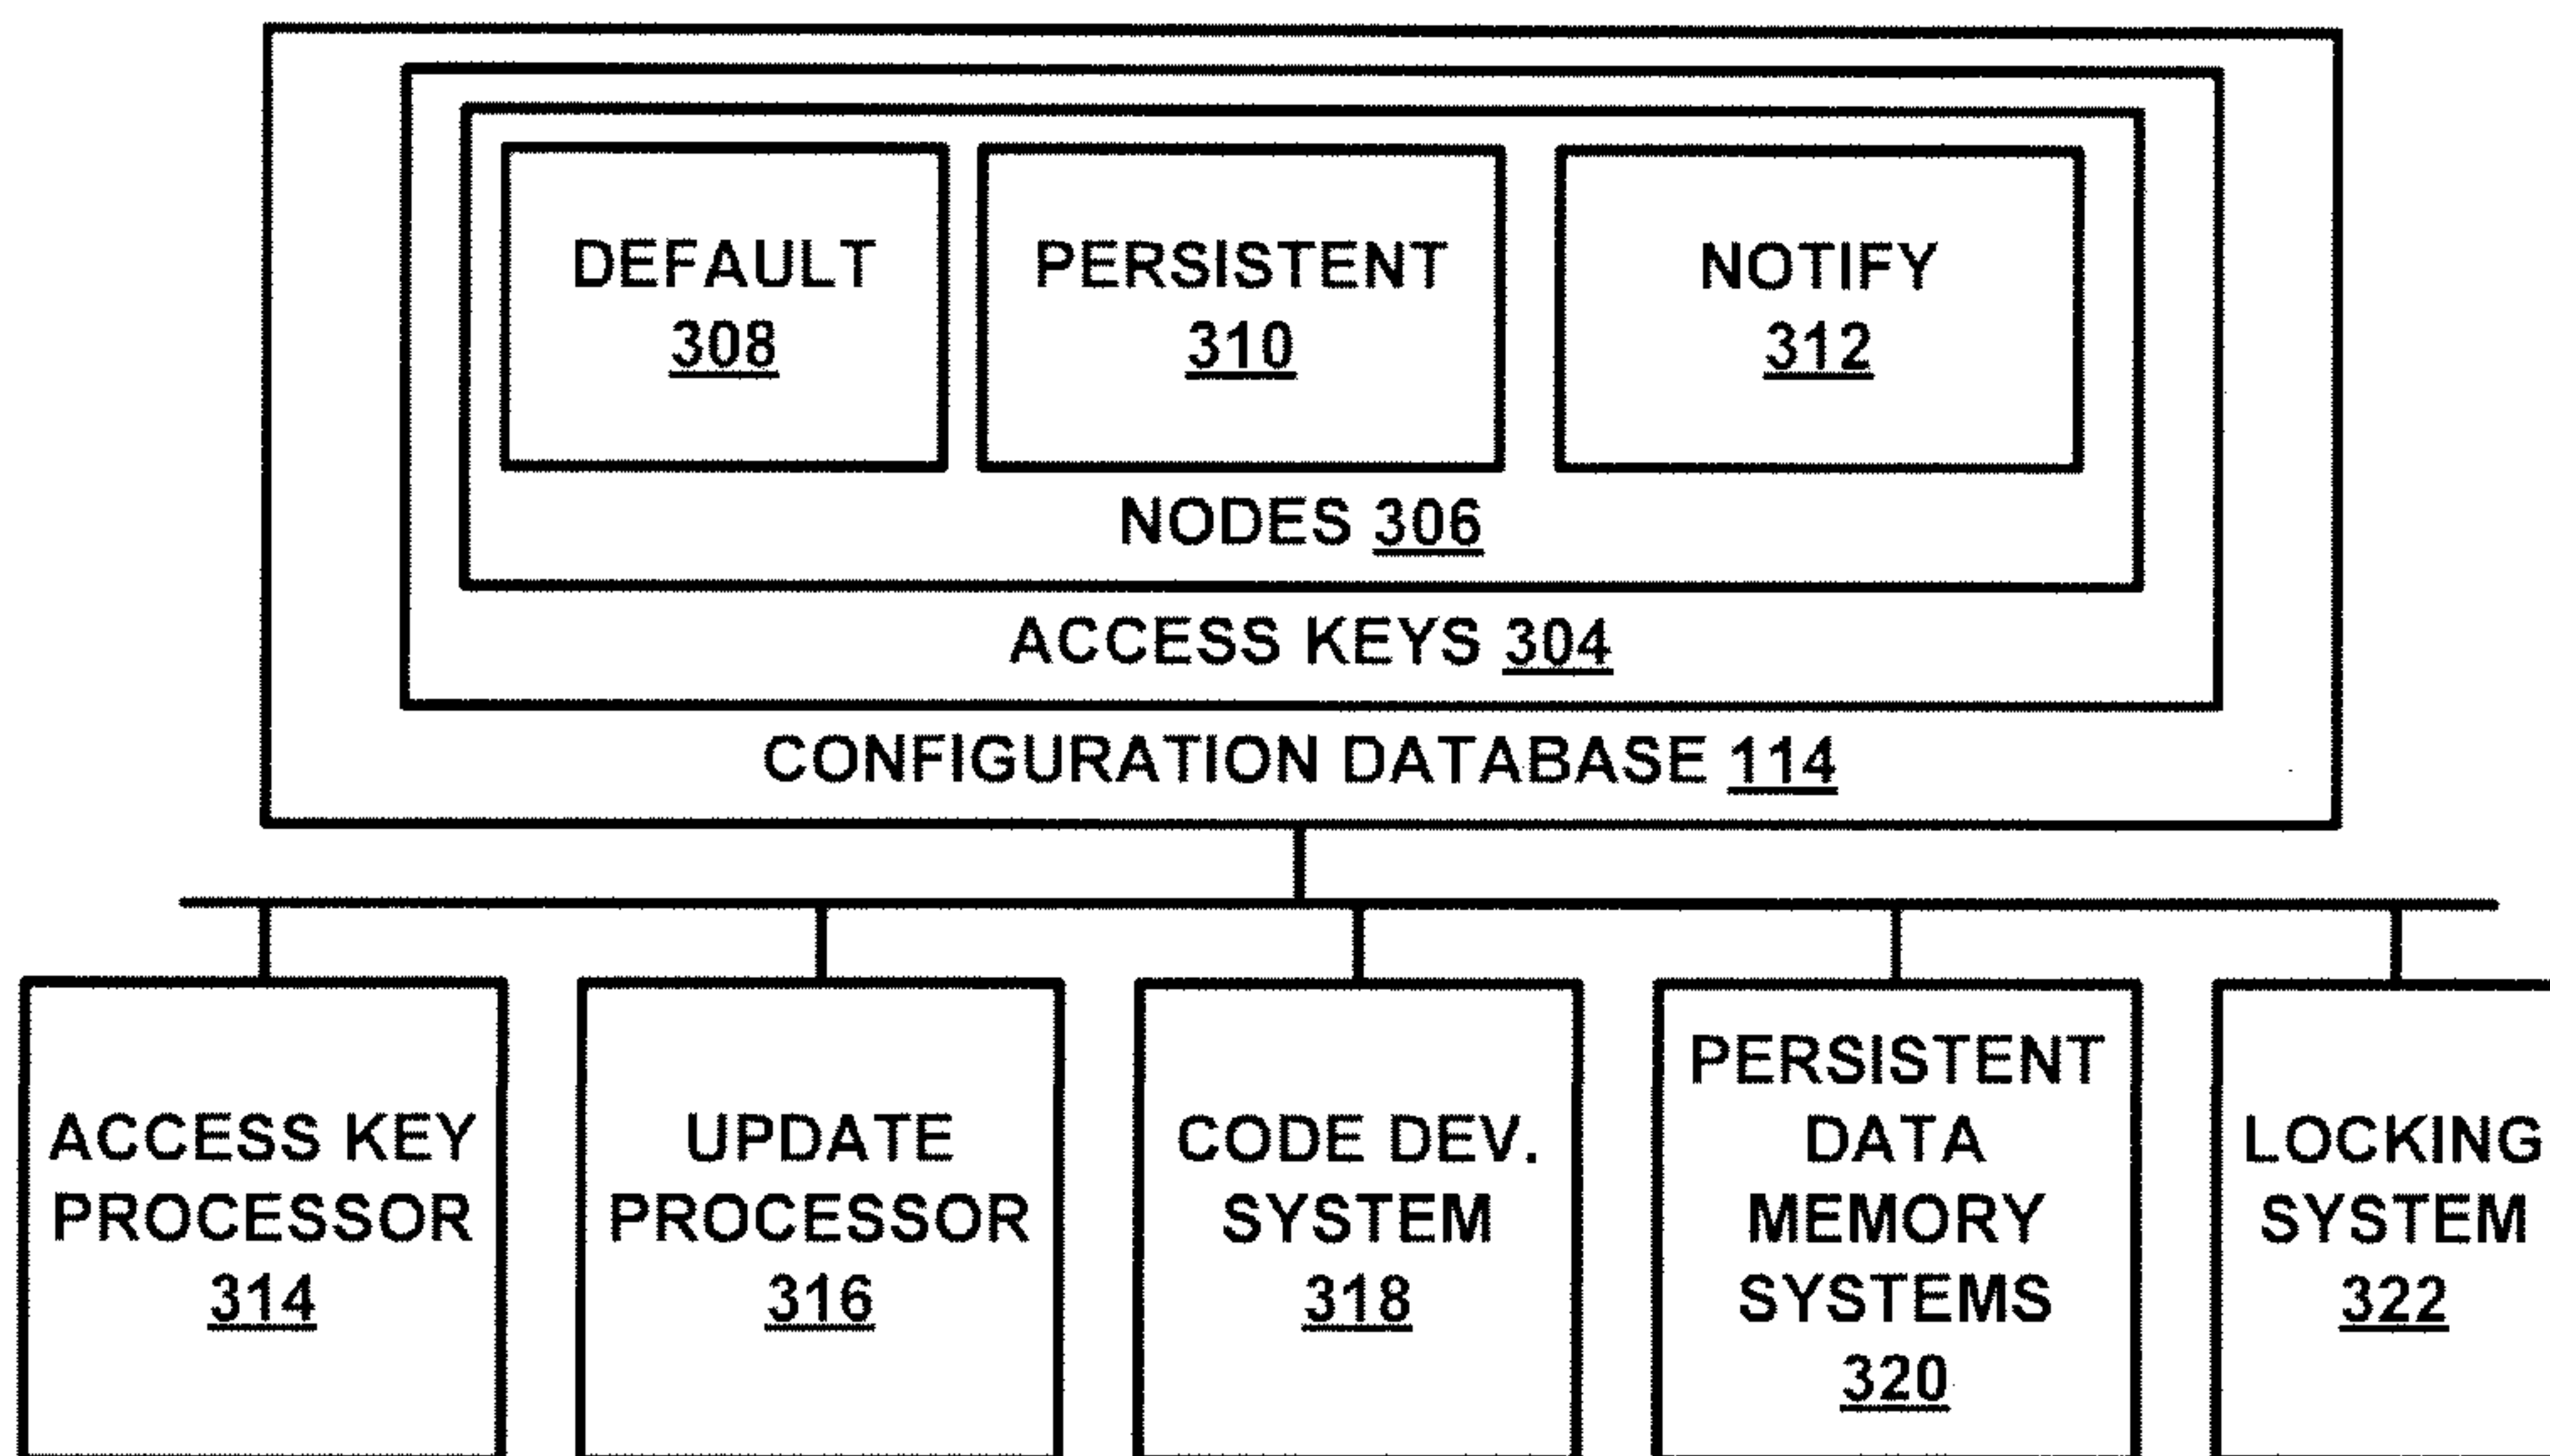 DEFAULT
308
PERSISTENT
310
NOTIFY
312
NODES 306
ACCESS KEYS 304
CONFIGURATION DATABASE 114
ACCESS KEY
PROCESSOR
314
UPDATE
PROCESSOR
316
CODE DEV.
SYSTEM
318
PERSISTENT
DATA
MEMORY
SYSTEMS
320
LOCKING
SYSTEM
322